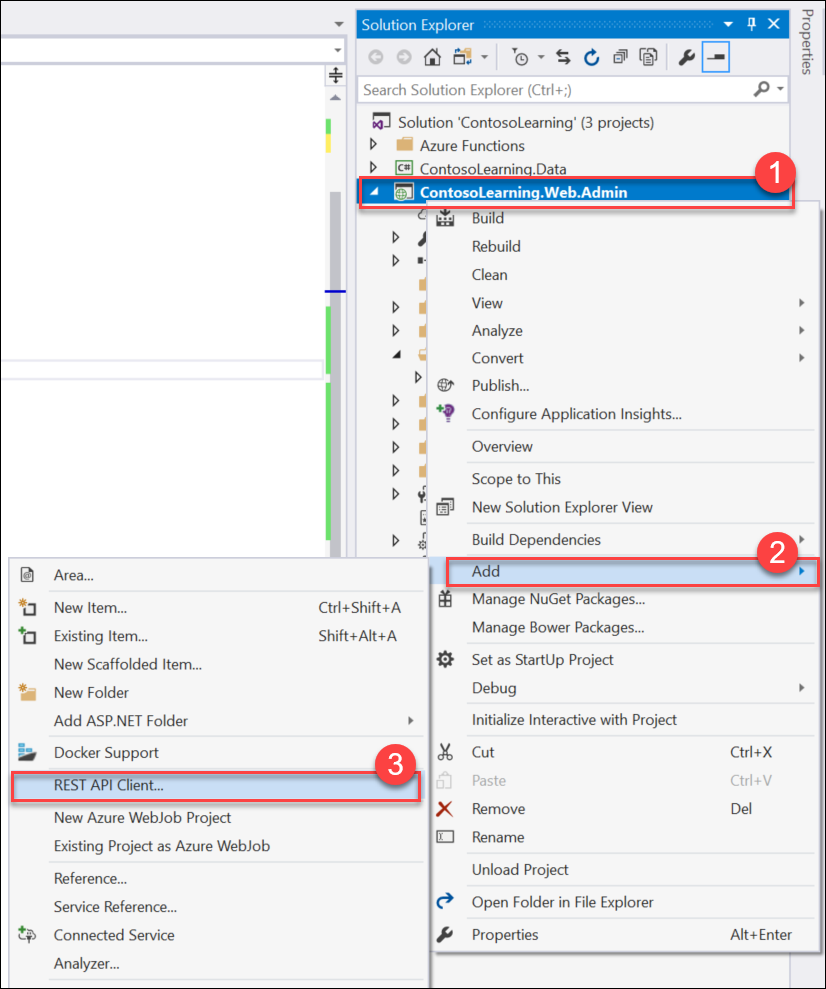 Solution Explorer
Properties
Search Solution Explorer (Ctrl+;)
Solution 'ContosoLearning' (3 projects)
Azure Functions
C# ContosoLearning.Data
1
ContosoLearning.Web.Admin
Build
Rebuild
Clean
View
Analyze
Convert
Publish...
Configure Application Insights...
Overview
Scope to This
New Solution Explorer View
Build Dependencies
2
Add
Manage NuGet Packages...
Manage Bower Packages...
Set as StartUp Project
Debug
Initialize Interactive with Project
Cut Ctrl+X
Paste Ctrl+V
Remove Del
Rename
Unload Project
Open Folder in File Explorer
Properties Alt+Enter
Area...
New Item... Ctrl+Shift+A
Existing Item... Shift+Alt+A
New Scaffolded Item...
New Folder
Add ASP.NET Folder
Docker Support
3
REST API Client...
New Azure WebJob Project
Existing Project as Azure WebJob
Reference...
Service Reference...
Connected Service
Analyzer...